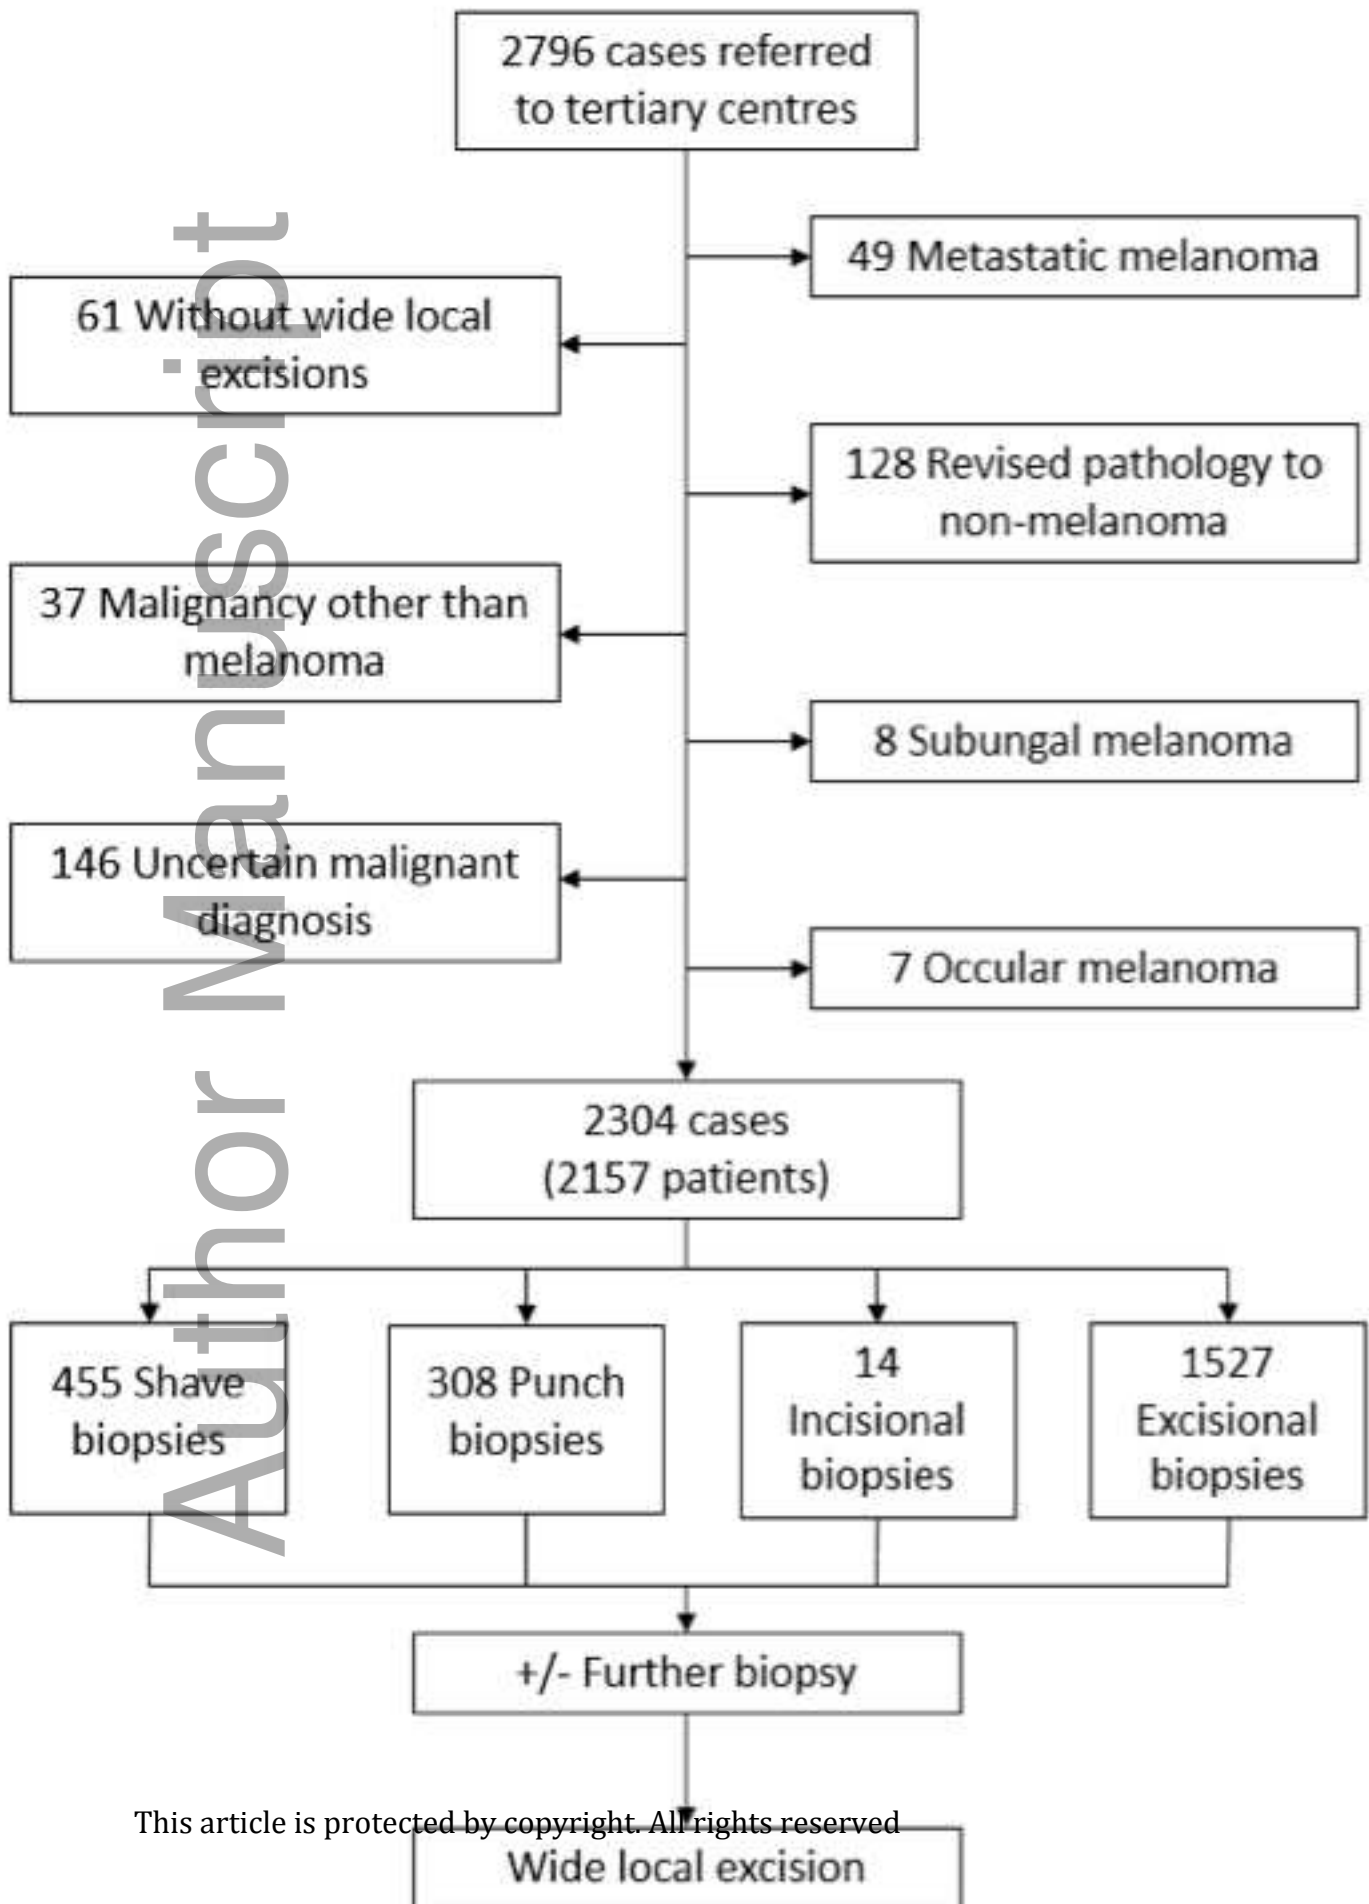 2796 cases referred
to tertiary centres
49 Metastatic melanoma
61 Without wide local
excisions
128 Revised pathology to
non-melanoma
37 Malignancy other than
melanoma
8 Subungal melanoma
146 Uncertain malignant
diagnosis
7 Occular melanoma
2304 cases
(2157 patients)
455 Shave
biopsies
308 Punch
biopsies
14
Incisional
biopsies
1527
Excisional
biopsies
+/- Further biopsy
This article is protected by copyright. All rights reserved
Wide local excision
Author Manuscript